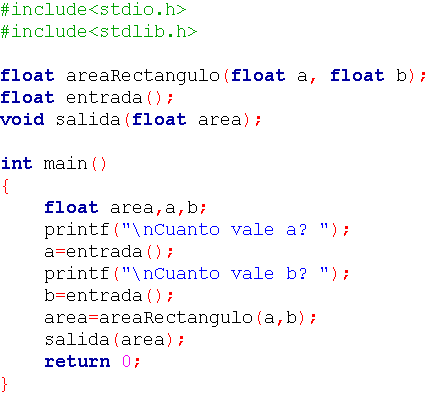 #include<stdio.h>
#include<stdlib.h>

float areaRectangulo(float a, float b);
float entrada();
void salida(float area);

int main()
{
    float area,a,b;
    printf("\nCuanto vale a? ");
    a=entrada();
    printf("\nCuanto vale b? ");
    b=entrada();
    area=areaRectangulo(a,b);
    salida(area);
    return 0;
}